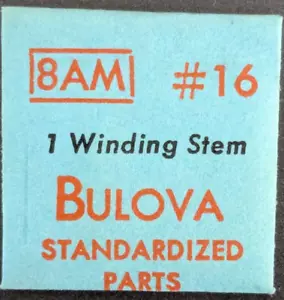 8AM #16
1 Winding Stem
BULOVA
STANDARDIZED
PARTS